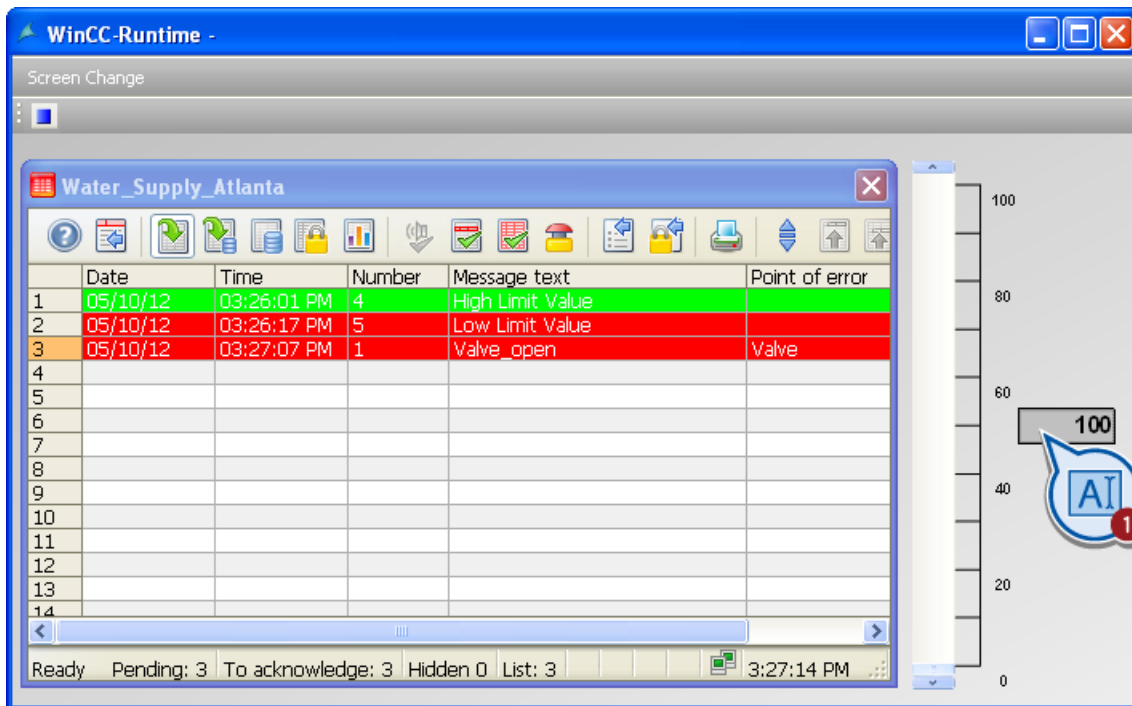 WinCC-Runtime -
Screen Change
Water_Supply_Atlanta
Date Time Number Message text Point of error
1 05/10/12 03:26:01 PM 4 High Limit Value
2 05/10/12 03:26:17 PM 5 Low Limit Value
3 05/10/12 03:27:07 PM 1 Valve_open Valve
4
5
6
7
8
9
10
11
12
13
14
Ready Pending: 3 To acknowledge: 3 Hidden 0 List: 3 3:27:14 PM
100
80
60
40
20
0
100
AI
1